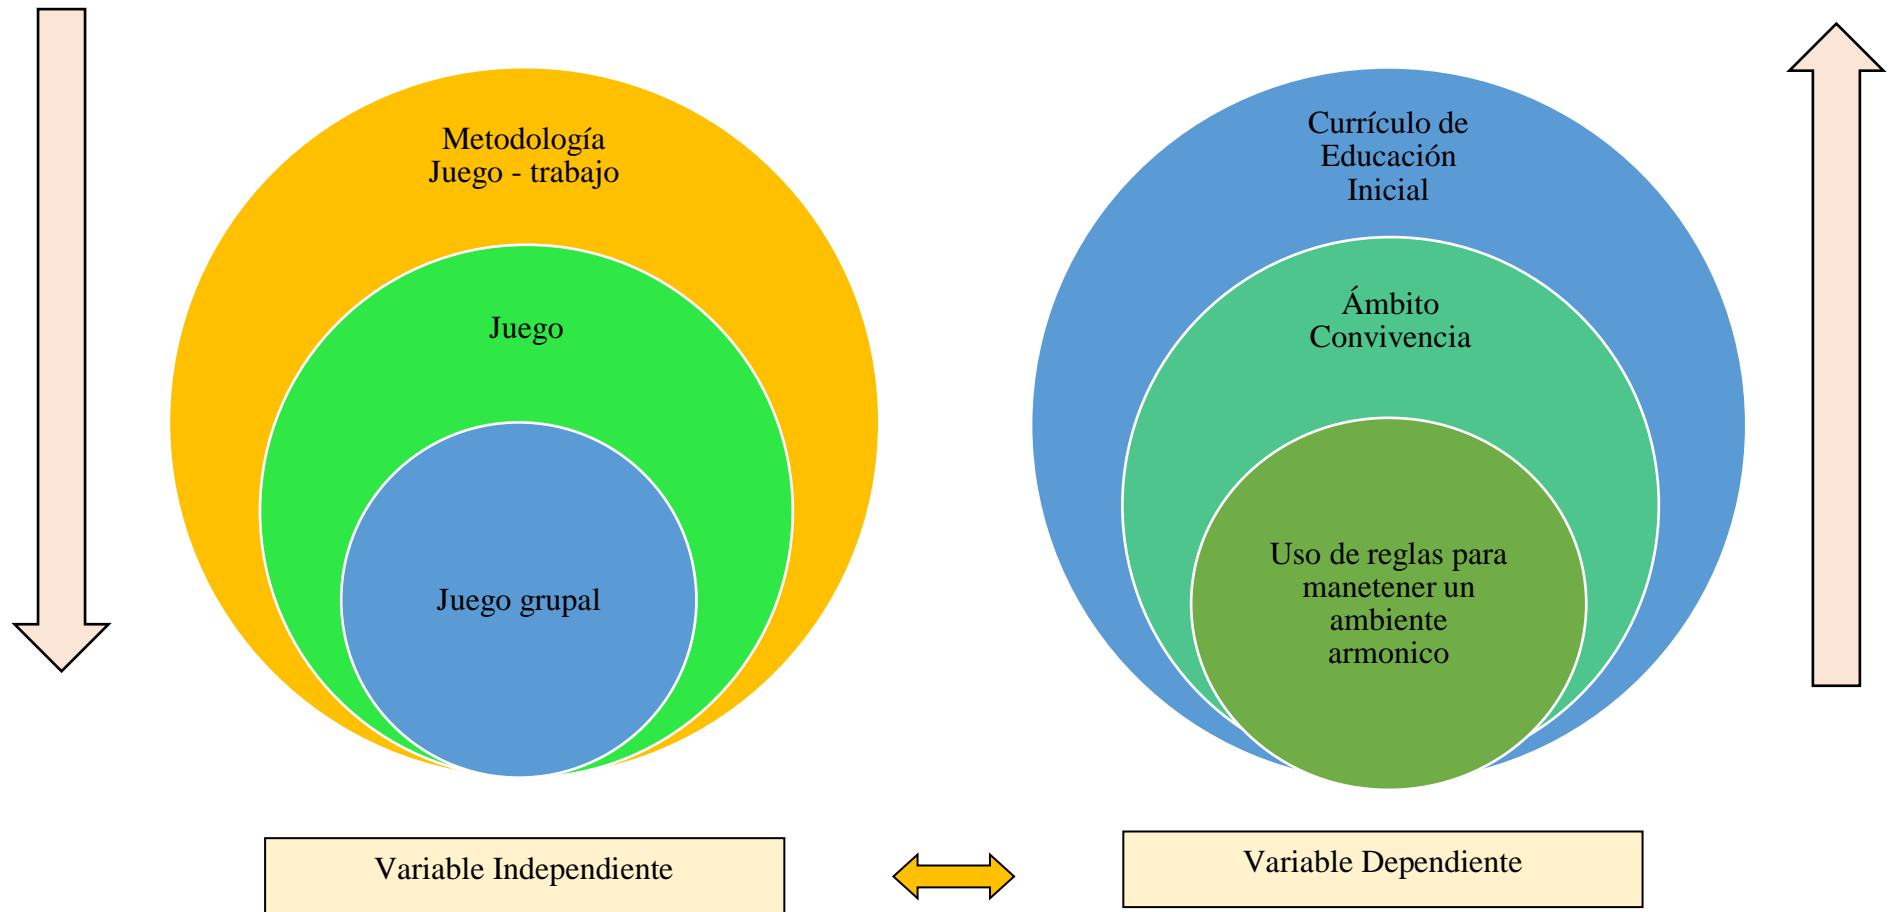 Metodología
Juego - trabajo
Juego
Juego grupal
Currículo de
Educación
Inicial
Ámbito
Convivencia
Uso de reglas para
manetener un
ambiente
armonico
Variable Independiente
Variable Dependiente